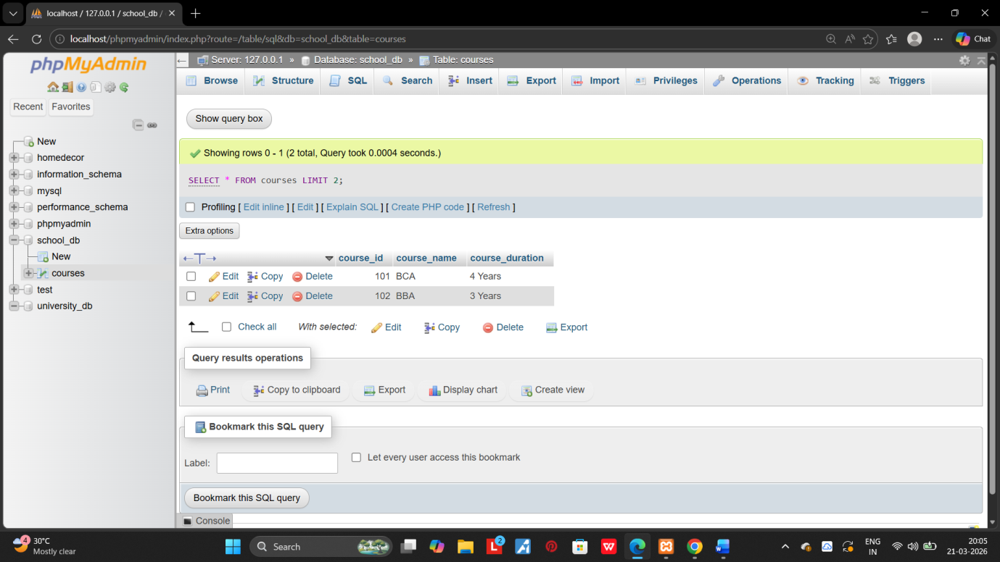 localhost / 127.0.0.1 / school_db /
localhost/phpmyadmin/index.php?route=/table/sql&db=school_db&table=courses
Chat
phpMyAdmin
Recent Favorites
New
homedecor
information_schema
mysql
performance_schema
phpmyadmin
school_db
New
courses
test
university_db
Server: 127.0.0.1 » Database: school_db » Table: courses
Browse Structure SQL Search Insert Export Import Privileges Operations Tracking Triggers
Show query box
Showing rows 0 - 1 (2 total, Query took 0.0004 seconds.)
SELECT * FROM courses LIMIT 2;
Profiling [ Edit inline ] [ Edit ] [ Explain SQL ] [ Create PHP code ] [ Refresh ]
Extra options
←T→ course_id course_name course_duration
Edit Copy Delete 101 BCA 4 Years
Edit Copy Delete 102 BBA 3 Years
Check all With selected: Edit Copy Delete Export
Query results operations
Print Copy to clipboard Export Display chart Create view
Bookmark this SQL query
Label: Let every user access this bookmark
Bookmark this SQL query
Console
4 30°C
Mostly clear
Search
L 2
W
W
ENG
IN
20:05
21-03-2026